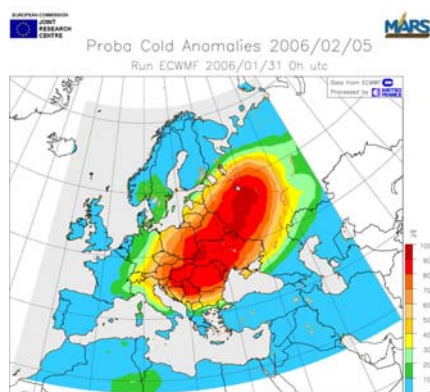 EUROPEAN COMMISSION
JOINT
RESEARCH
CENTRE
MARS
Proba Cold Anomalies 2006/02/05
Run ECWMF 2006/01/31 0h utc
Data from ECMWF
Processed by METEO FRANCE
100
90
80
70
60
50
40
30
20
10